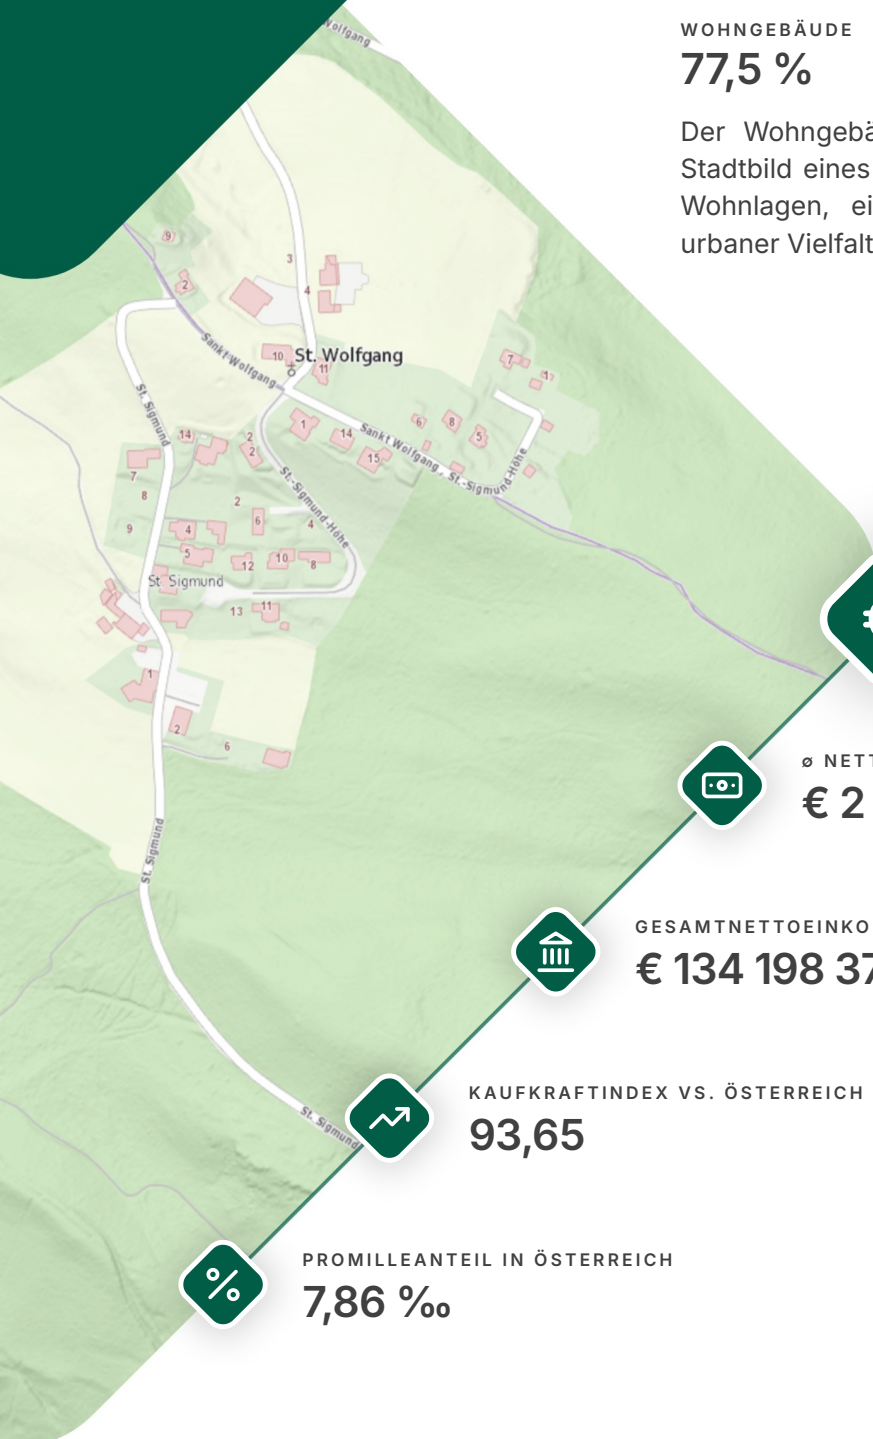 Wolfgang
WOHNGEBÄUDE
77,5 %
Der Wohngebä
Stadtbild eines
Wohnlagen, ei
urbaner Vielfalt
9
2
3
4
Sankt-Wolfgang
10
St. Wolfgang
11
7
1
St. Sigmund
14
2
2
1
14
15
Sankt Wolfgang
6
8
5
St.-Sigmund-Höhe
7
8
9
2
St.-Sigmund-Höhe
4
6
4
5
12
10
8
St. Sigmund
13
11
1
2
6
St. Sigmund
ø NETT
€ 2
GESAMTNETTOEINKO
€ 134 198 37
KAUFKRAFTINDEX VS. ÖSTERREICH
93,65
St. Sigmund
PROMILLEANTEIL IN ÖSTERREICH
7,86 ‰